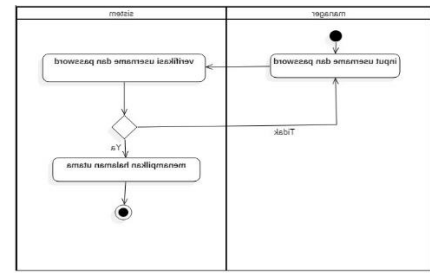 manager
sistem
input username dan password
verifikasi username dan password
Tidak
Ya
menampilkan halaman utama